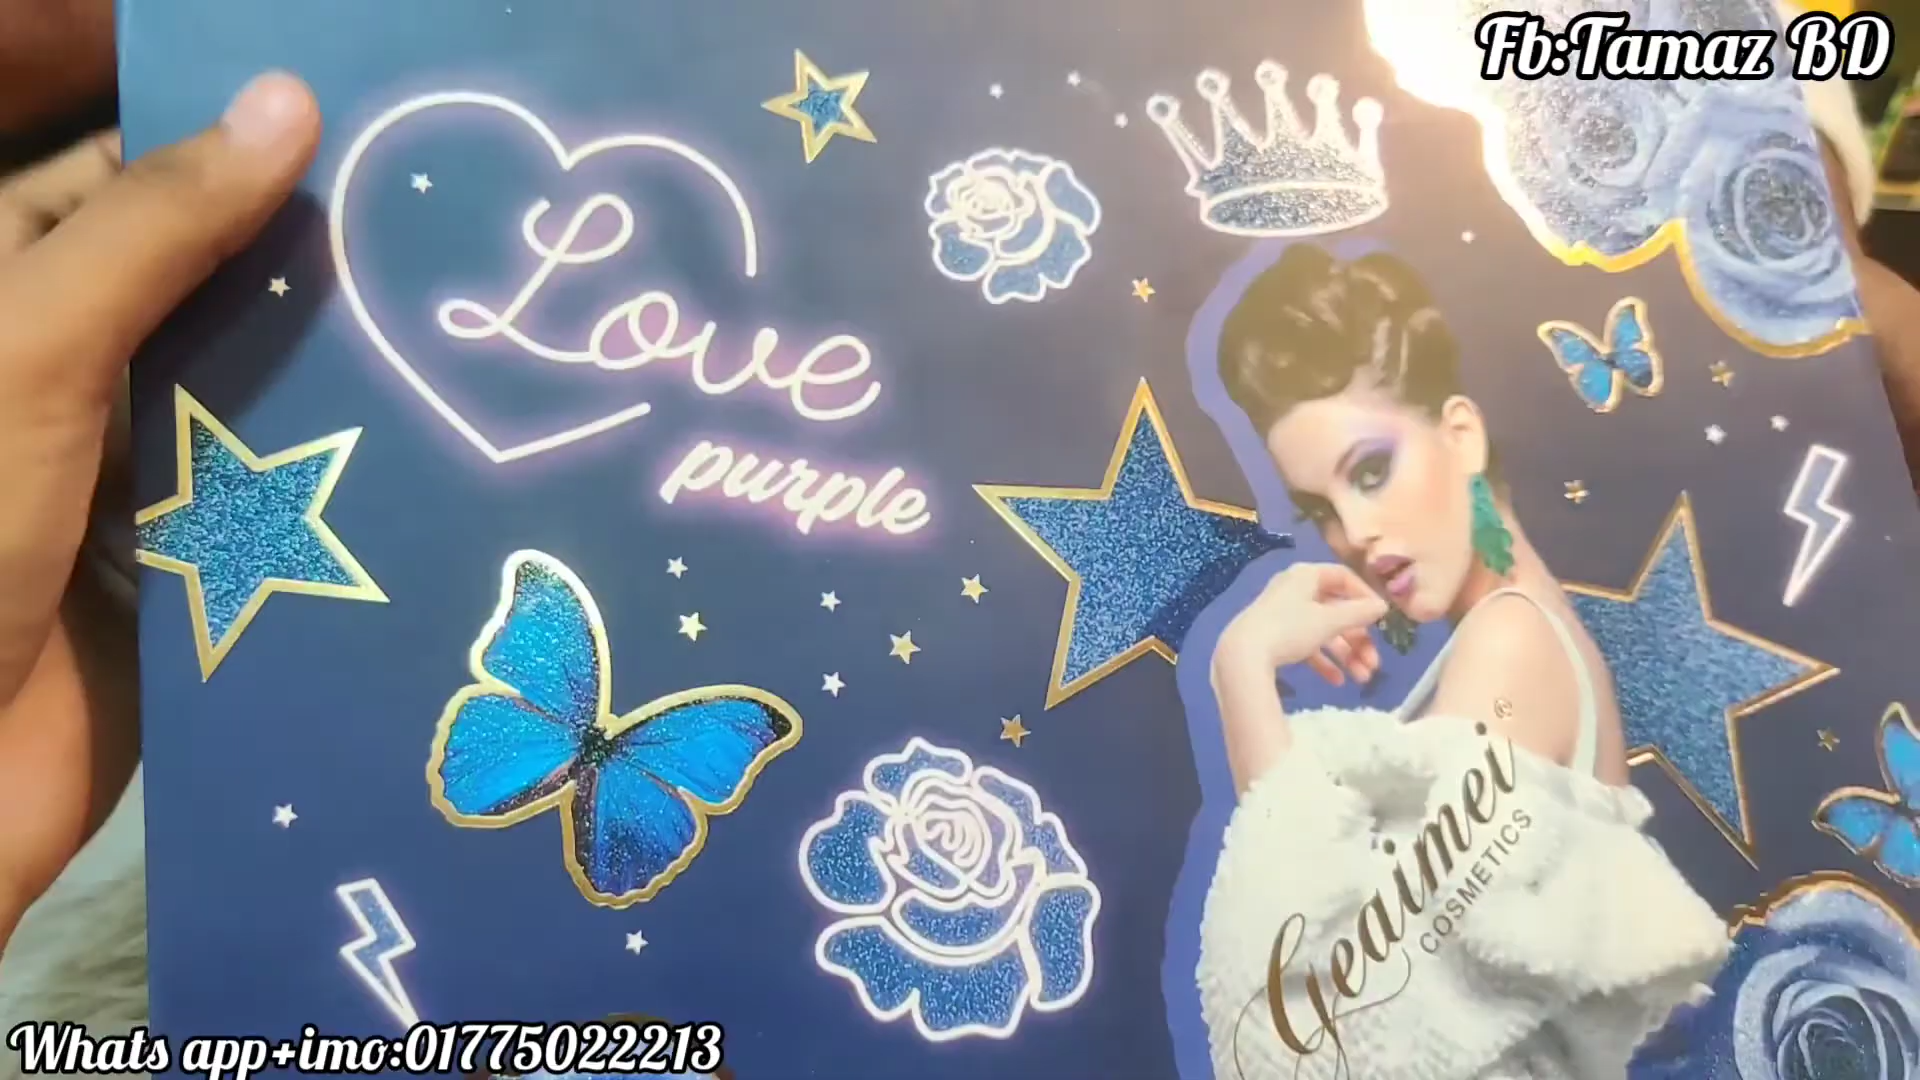 Fb:Tamaz BD
Love
purple
Geaimei®
COSMETICS
Whats app+imo:01775022213